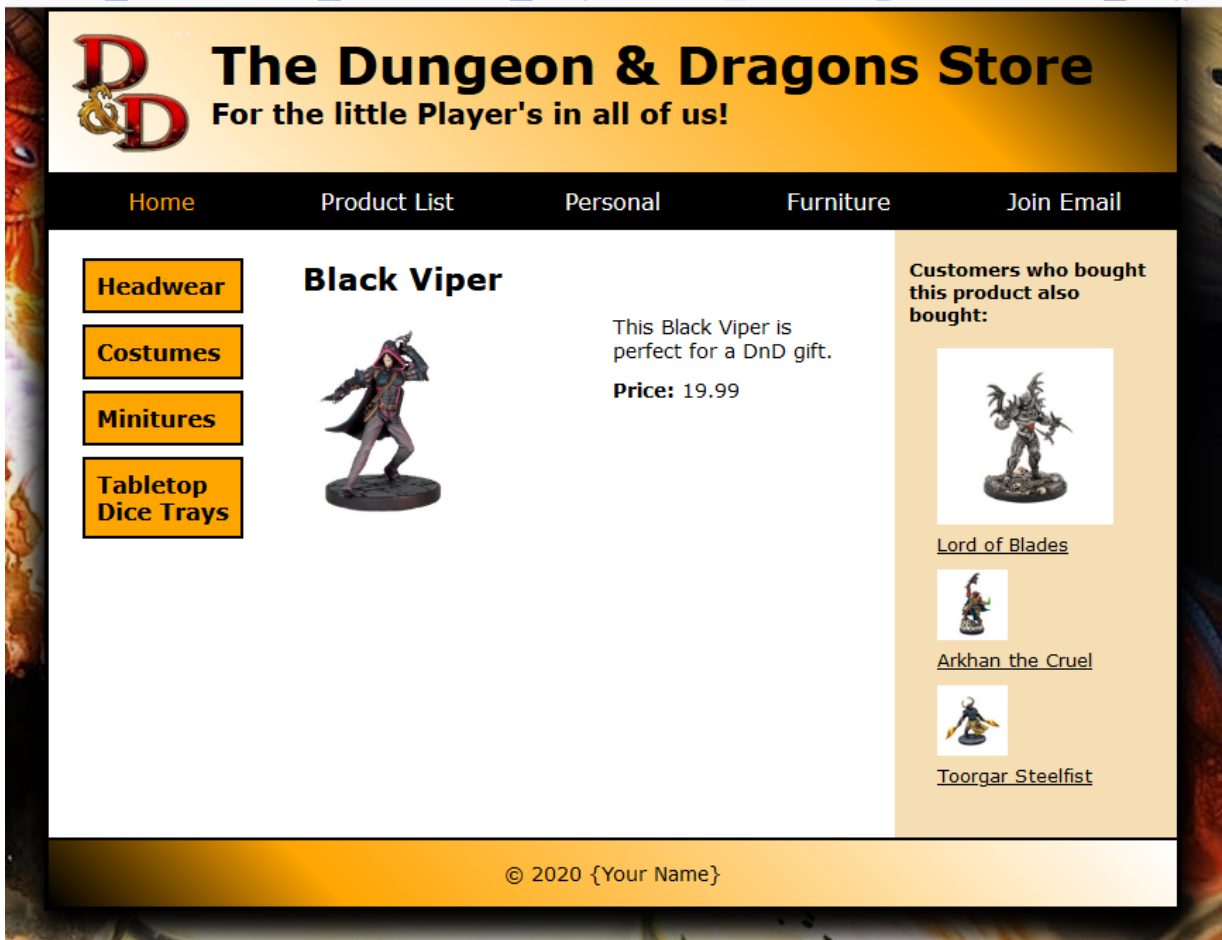 D&D
The Dungeon & Dragons Store
For the little Player's in all of us!
Home Product List Personal Furniture Join Email
Headwear
Costumes
Minitures
Tabletop
Dice Trays
Black Viper
This Black Viper is
perfect for a DnD gift.
Price: 19.99
Customers who bought
this product also
bought:
Lord of Blades
Arkhan the Cruel
Toorgar Steelfist
© 2020 {Your Name}